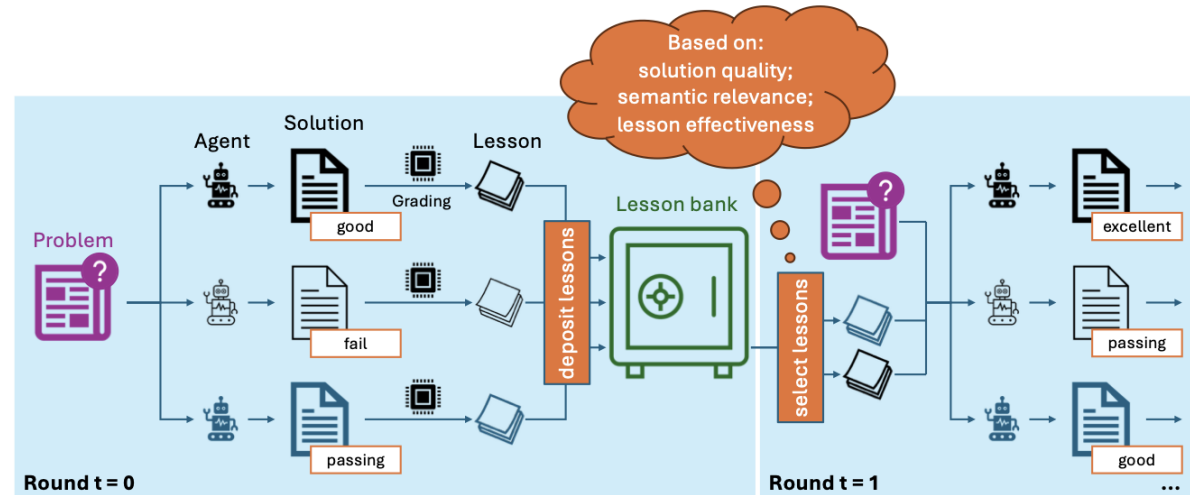 Based on:
solution quality;
semantic relevance;
lesson effectiveness
Agent
Solution
Lesson
Grading
Problem
?
good
fail
passing
deposit lessons
Lesson bank
select lessons
?
excellent
passing
good
Round t = 0
Round t = 1
...